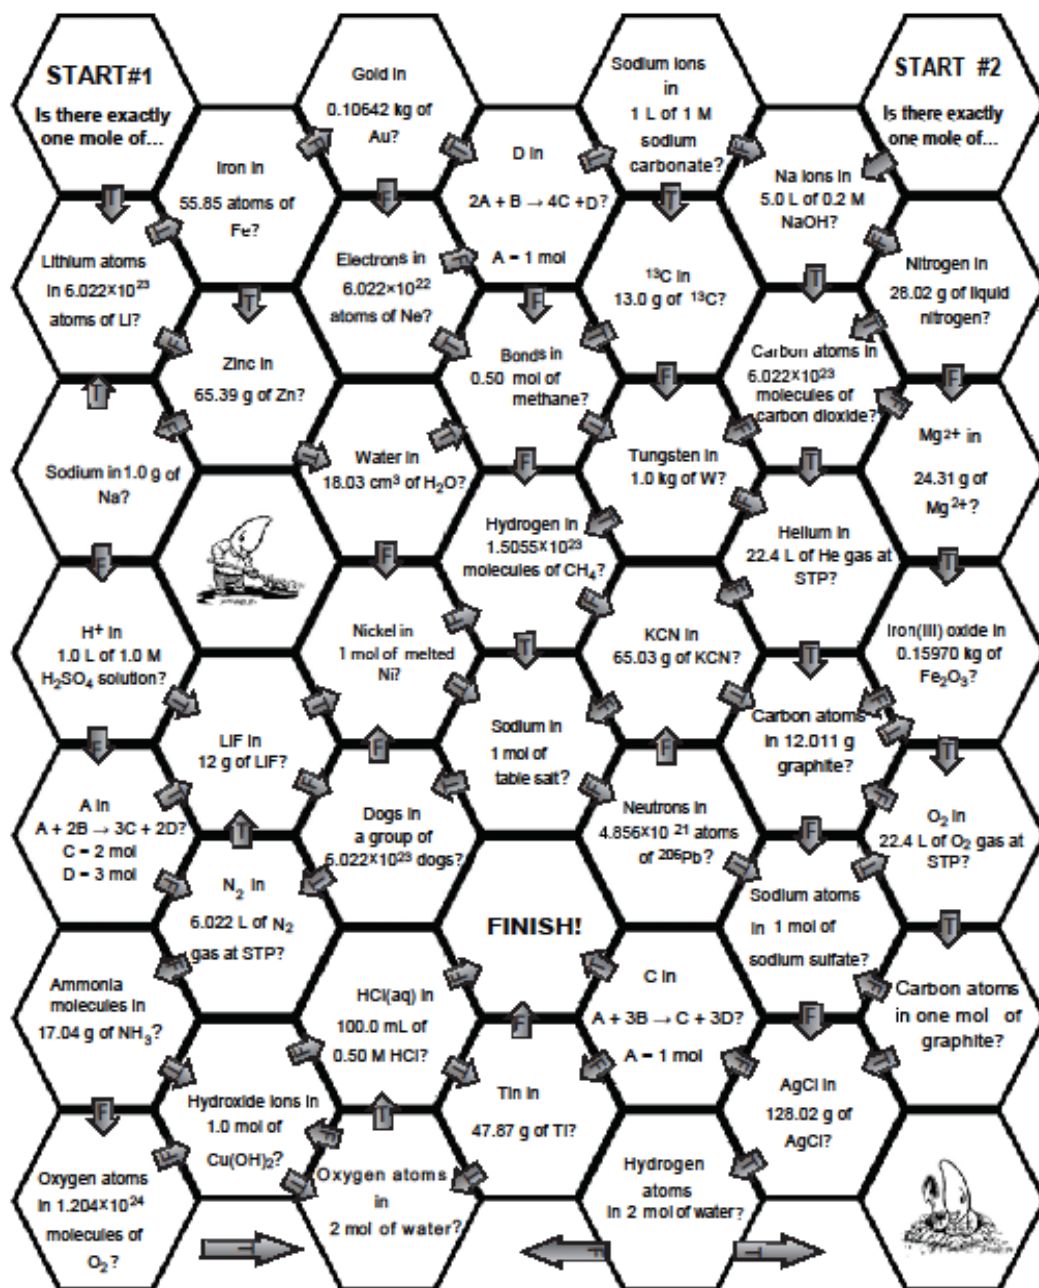 START#1
Is there exactly
one mole of...
Iron in
55.85 atoms of
Fe?
Gold in
0.10642 kg of
Au?
D in
2A + B → 4C +D?
A = 1 mol
Sodium ions
in
1 L of 1 M
sodium
carbonate?
Na ions in
5.0 L of 0.2 M
NaOH?
START #2
Is there exactly
one mole of...
Lithium atoms
in 6.022×10²³
atoms of Li?
Zinc in
65.39 g of Zn?
Electrons in
6.022×10²²
atoms of Ne?
Bonds in
0.50 mol of
methane?
¹³C in
13.0 g of ¹³C?
Carbon atoms in
6.022×10²³
molecules of
carbon dioxide?
Nitrogen in
28.02 g of liquid
nitrogen?
Sodium in 1.0 g of
Na?
Water in
18.03 cm³ of H₂O?
Hydrogen in
1.5055×10²³
molecules of CH₄?
Tungsten in
1.0 kg of W?
Helium in
22.4 L of He gas at
STP?
Mg²⁺ in
24.31 g of
Mg²⁺?
H⁺ in
1.0 L of 1.0 M
H₂SO₄ solution?
LiF in
12 g of LiF?
Nickel in
1 mol of melted
Ni?
Sodium in
1 mol of
table salt?
KCN in
65.03 g of KCN?
Carbon atoms
in 12.011 g
graphite?
Iron(III) oxide in
0.15970 kg of
Fe₂O₃?
A in
A + 2B → 3C + 2D?
C = 2 mol
D = 3 mol
N₂ in
6.022 L of N₂
gas at STP?
Dogs in
a group of
6.022×10²³ dogs?
FINISH!
Neutrons in
4.856×10²¹ atoms
of ²⁰⁶Pb?
Sodium atoms
in 1 mol of
sodium sulfate?
O₂ in
22.4 L of O₂ gas at
STP?
Ammonia
molecules in
17.04 g of NH₃?
Hydroxide ions in
1.0 mol of
Cu(OH)₂?
HCl(aq) in
100.0 mL of
0.50 M HCl?
Tin in
47.87 g of Ti?
C in
A + 3B → C + 3D?
A = 1 mol
AgCl in
128.02 g of
AgCl?
Carbon atoms
in one mol of
graphite?
Oxygen atoms
in 1.204×10²⁴
molecules of
O₂?
Oxygen atoms
in
2 mol of water?
Hydrogen
atoms
in 2 mol of water?
T
F
T